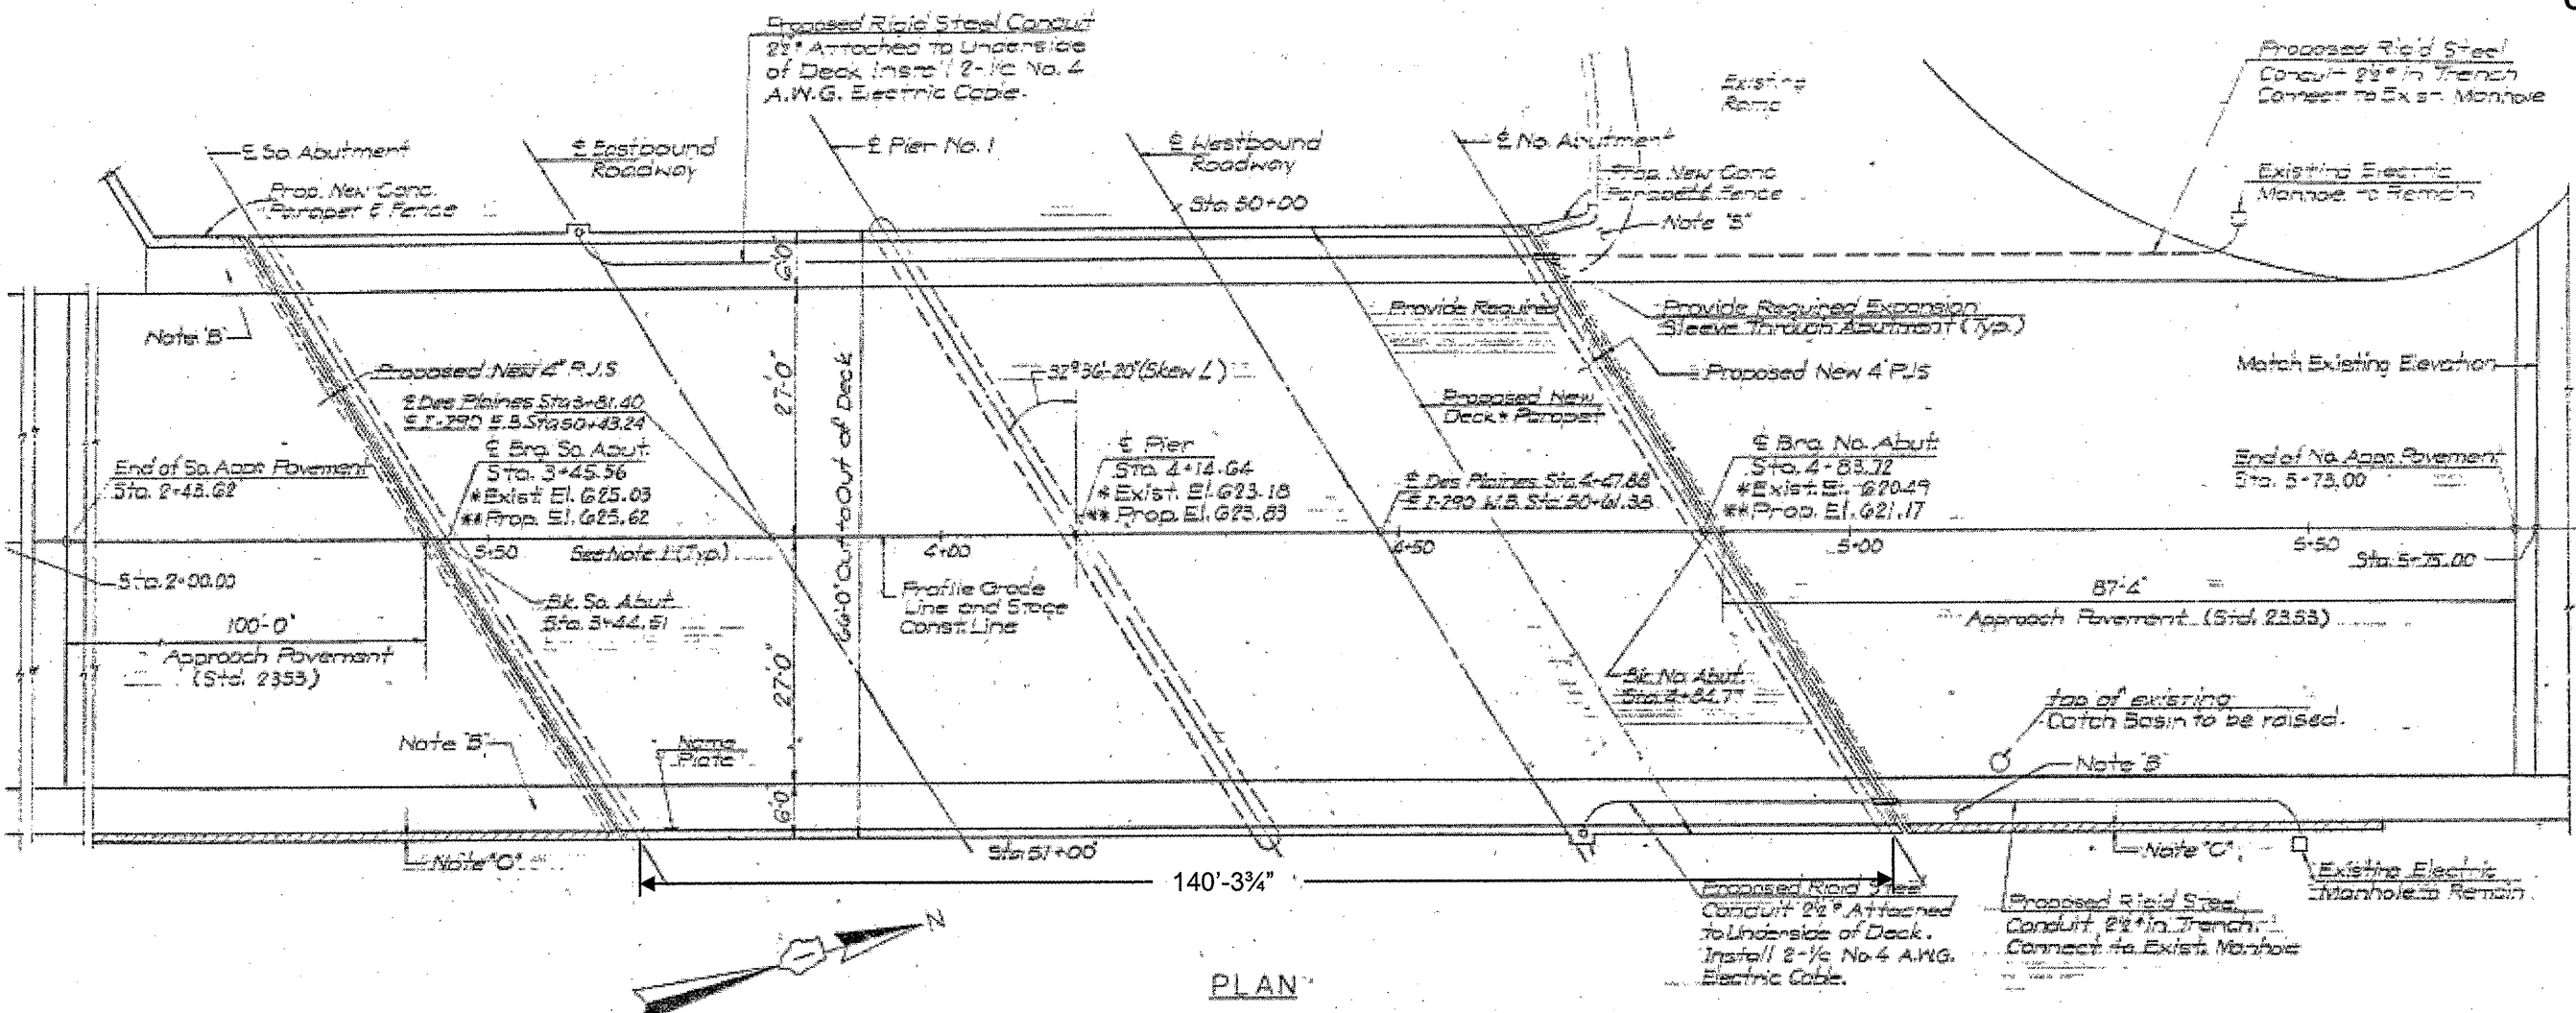 Proposed Rigid Steel Conduit
2½" Attached to Underside
of Deck Install 2-1/c No. 4
A.W.G. Electric Cable.
Proposed Rigid Steel
Conduit 2½" in Trench
Connect to Exist. Manhole
Existing
Ramp
℄ So. Abutment
℄ Eastbound
Roadway
℄ Pier No. 1
℄ Westbound
Roadway
℄ No. Abutment
Existing Electric
Manhole to Remain
Prop. New Conc.
Parapet & Fence
Prop. New Conc
Parapet & Fence
Sta. 50+00
Note "B"
6'-0"
Note "B"
Provide Required
Provide Required Expansion
Sleeve Through Abutment (Typ.)
27'-0"
66'-0" Out to Out of Deck
Proposed New 4" P.J.S.
32°36'-20" (Skew ∠)
Proposed New 4" PJS
Match Existing Elevation
℄ Des Plaines Sta 3+81.40
℄ I-290 E.B. Sta 50+43.24
Proposed New
Deck & Parapet
℄ Brg. So. Abut.
Sta. 3+45.56
*Exist. El. 625.03
**Prop. El. 625.62
℄ Pier
Sta. 4+14.64
*Exist. El. 623.18
**Prop. El. 623.83
℄ Brg. No. Abut.
Sta. 4+83.72
*Exist. El. 620.49
**Prop. El. 621.17
End of So. Appr. Pavement
Sta. 2+43.62
℄ Des Plaines Sta. 4+47.88
℄ I-290 W.B. Sta. 50+61.38
End of No. Appr. Pavement
Sta. 5+73.00
3+50
See Note 1 (Typ.)
4+00
4+50
5+00
5+50
Sta. 2+00.00
Sta. 5+75.00
Bk. So. Abut.
Sta. 3+44.51
Profile Grade
Line and Stage
Const. Line
100'-0"
Approach Pavement
(Std. 2353)
87'-4"
Approach Pavement (Std. 2353)
27'-0"
Bk. No. Abut.
Sta. 4+84.77
top of existing
Catch Basin to be raised.
Note "B"
Name
Plate
Note "B"
6'-0"
Note "C"
Sta. 51+00
Note "C"
140'-3¾"
Existing Electric
Manhole to Remain
Proposed Rigid Steel
Conduit 2½" Attached
to Underside of Deck.
Install 2-1/c No. 4 A.W.G.
Electric Cable.
Proposed Rigid Steel
Conduit 2½" in Trench.
Connect to Exist. Manhole
N
PLAN